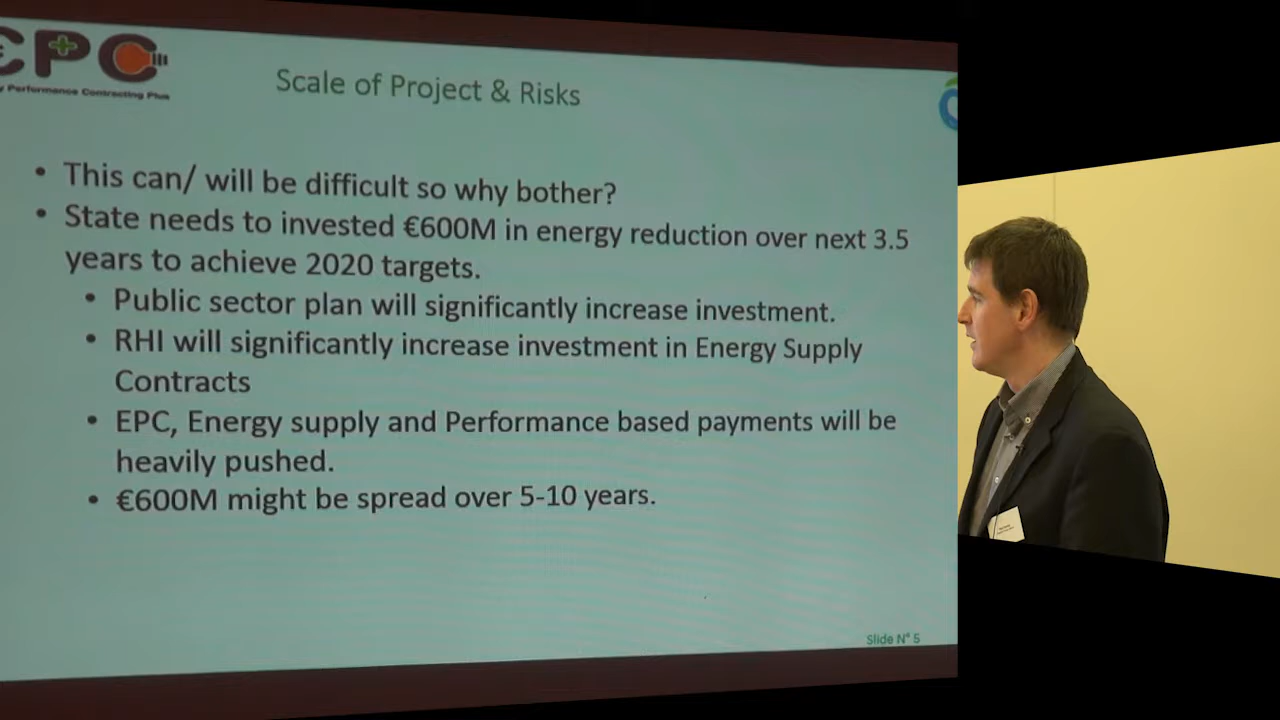 EPC
y Performance Contracting Plus
Scale of Project & Risks
• This can/ will be difficult so why bother?
• State needs to invested €600M in energy reduction over next 3.5
years to achieve 2020 targets.
• Public sector plan will significantly increase investment.
• RHI will significantly increase investment in Energy Supply
Contracts
• EPC, Energy supply and Performance based payments will be
heavily pushed.
• €600M might be spread over 5-10 years.
Slide N° 5